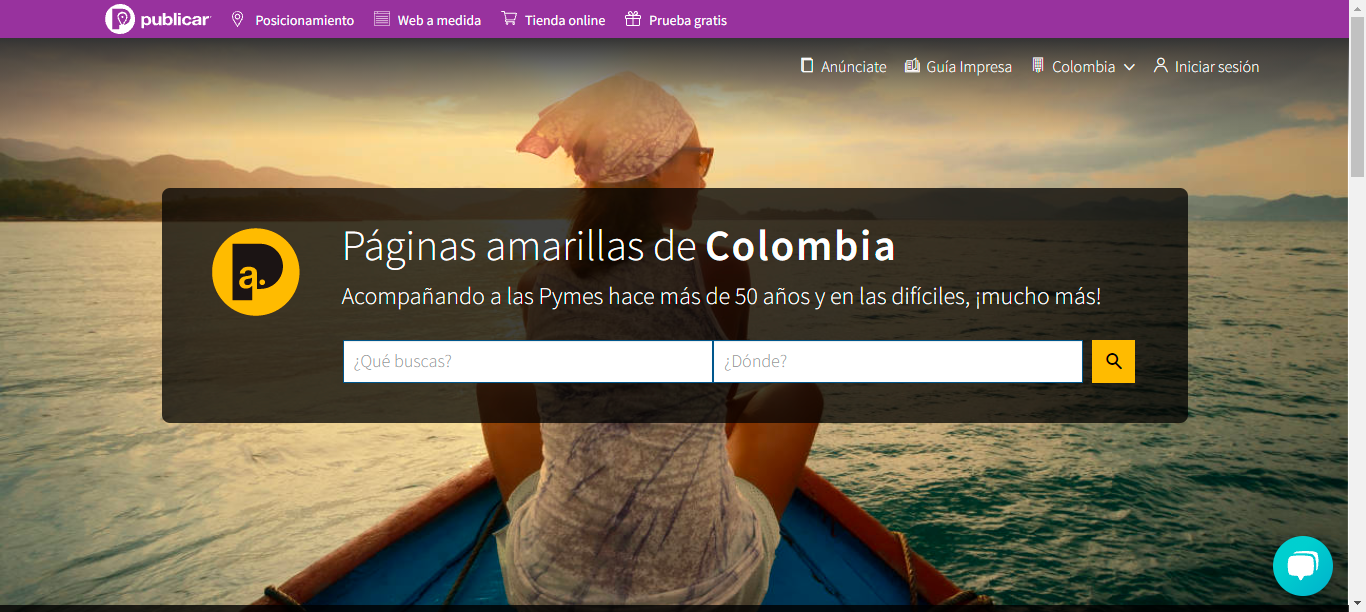 publicar Posicionamiento Web a medida Tienda online Prueba gratis
Anúnciate Guía Impresa Colombia Iniciar sesión
Páginas amarillas de Colombia
a.
Acompañando a las Pymes hace más de 50 años y en las difíciles, ¡mucho más!
¿Qué buscas? ¿Dónde?